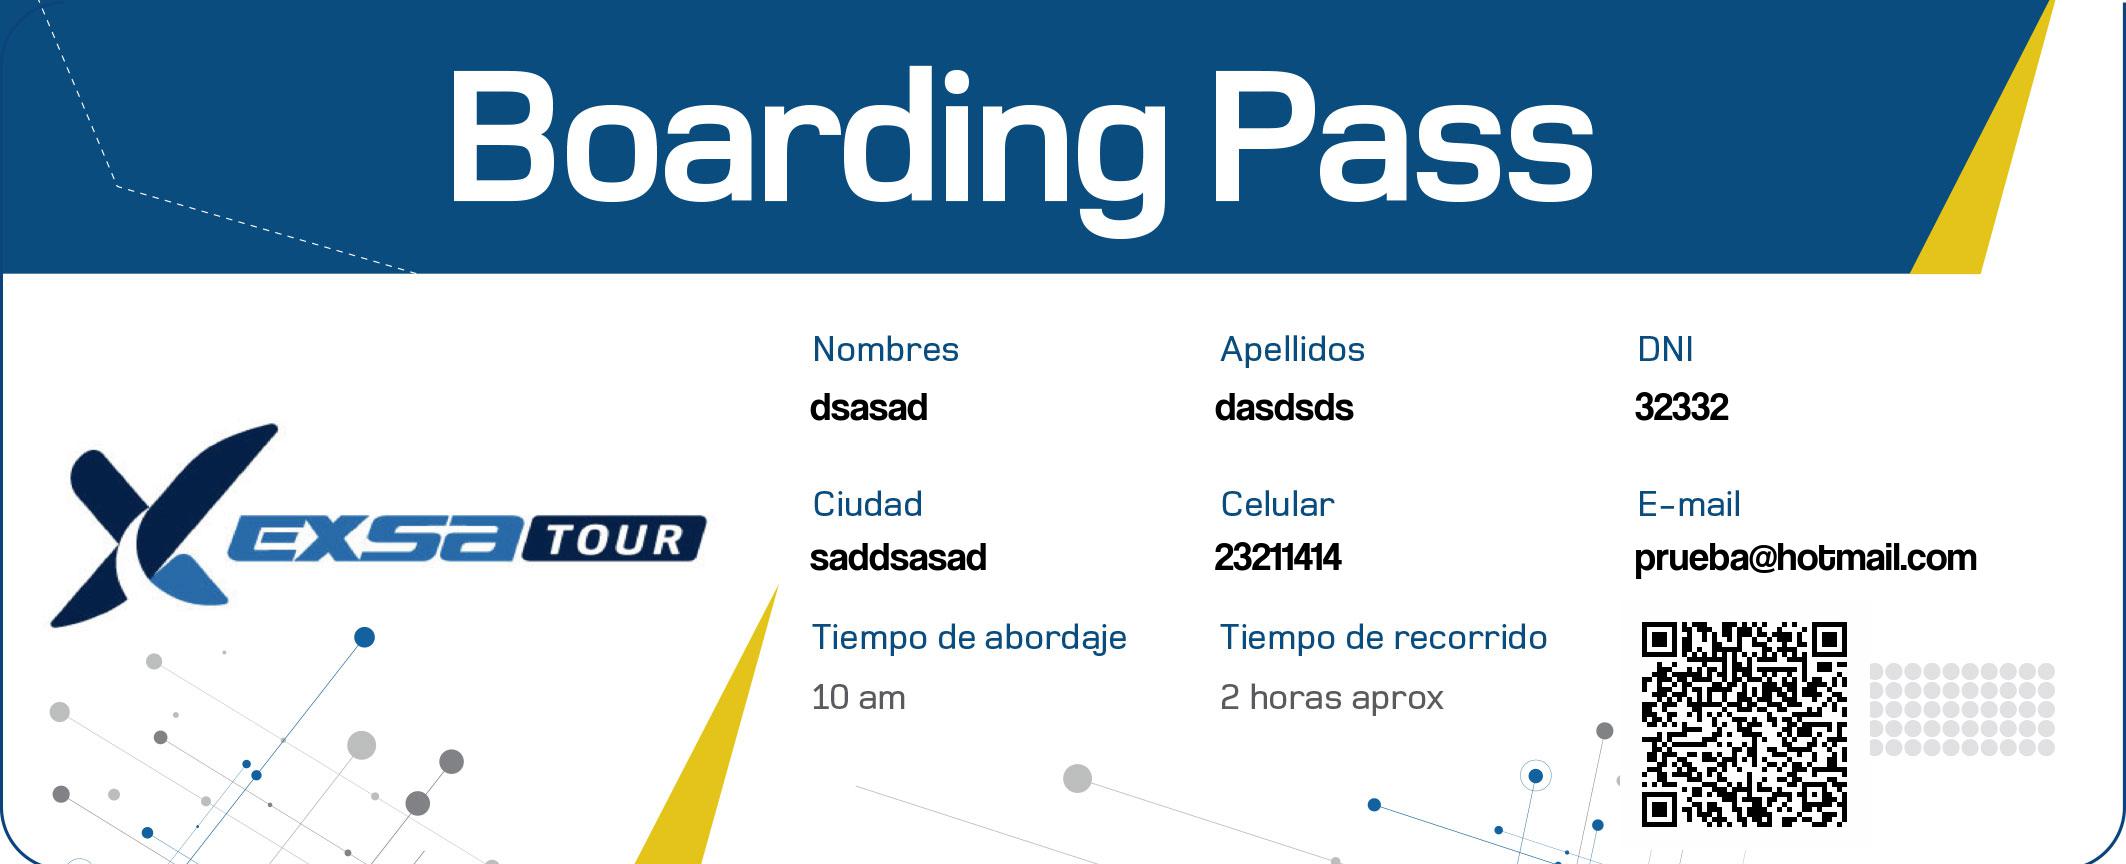 Boarding Pass
Nombres
dsasad
Apellidos
dasdsds
DNI
32332
EXSA TOUR
Ciudad
saddsasad
Celular
23211414
E-mail
prueba@hotmail.com
Tiempo de abordaje
10 am
Tiempo de recorrido
2 horas aprox